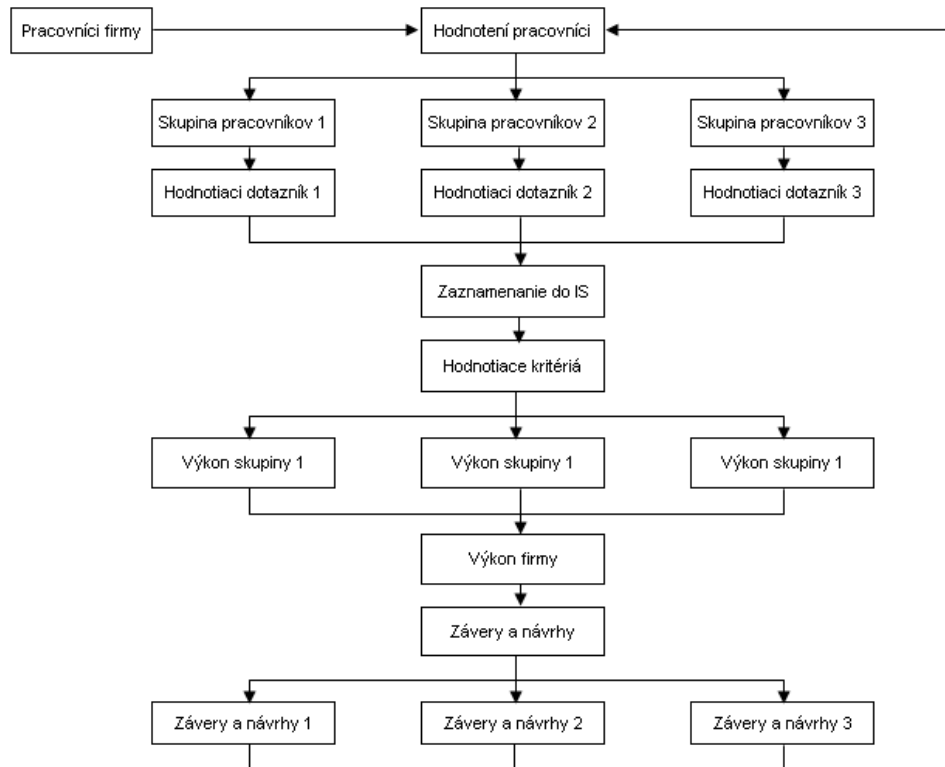 Pracovníci firmy
Hodnotení pracovníci
Skupina pracovníkov 1
Skupina pracovníkov 2
Skupina pracovníkov 3
Hodnotiaci dotazník 1
Hodnotiaci dotazník 2
Hodnotiaci dotazník 3
Zaznamenanie do IS
Hodnotiace kritériá
Výkon skupiny 1
Výkon skupiny 1
Výkon skupiny 1
Výkon firmy
Závery a návrhy
Závery a návrhy 1
Závery a návrhy 2
Závery a návrhy 3